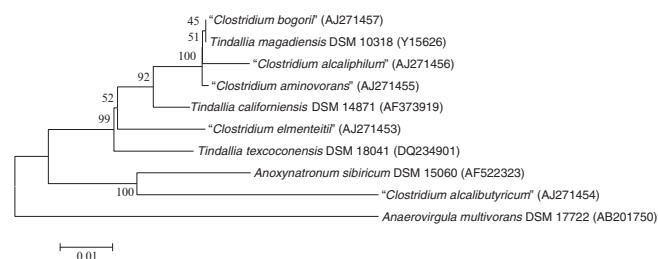 45 "Clostridium bogorii" (AJ271457)
51 Tindallia magadiensis DSM 10318 (Y15626)
100 "Clostridium alcaliphilum" (AJ271456)
"Clostridium aminovorans" (AJ271455)
92
Tindallia californiensis DSM 14871 (AF373919)
52
99 "Clostridium elmenteitii" (AJ271453)
Tindallia texcoconensis DSM 18041 (DQ234901)
Anoxynatronum sibiricum DSM 15060 (AF522323)
100 "Clostridium alcalibutyricum" (AJ271454)
Anaerovirgula multivorans DSM 17722 (AB201750)
0.01